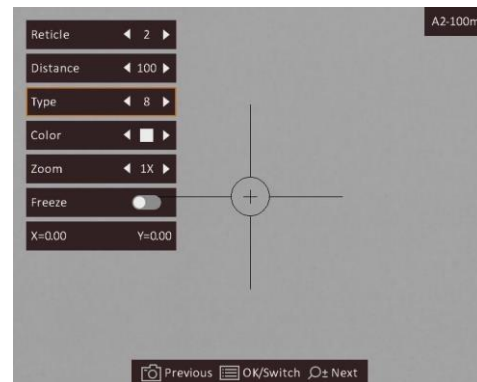 A2-100m
Reticle 2
Distance 100
Type 8
Color
Zoom 1X
Freeze
X=0.00 Y=0.00
Previous OK/Switch Next